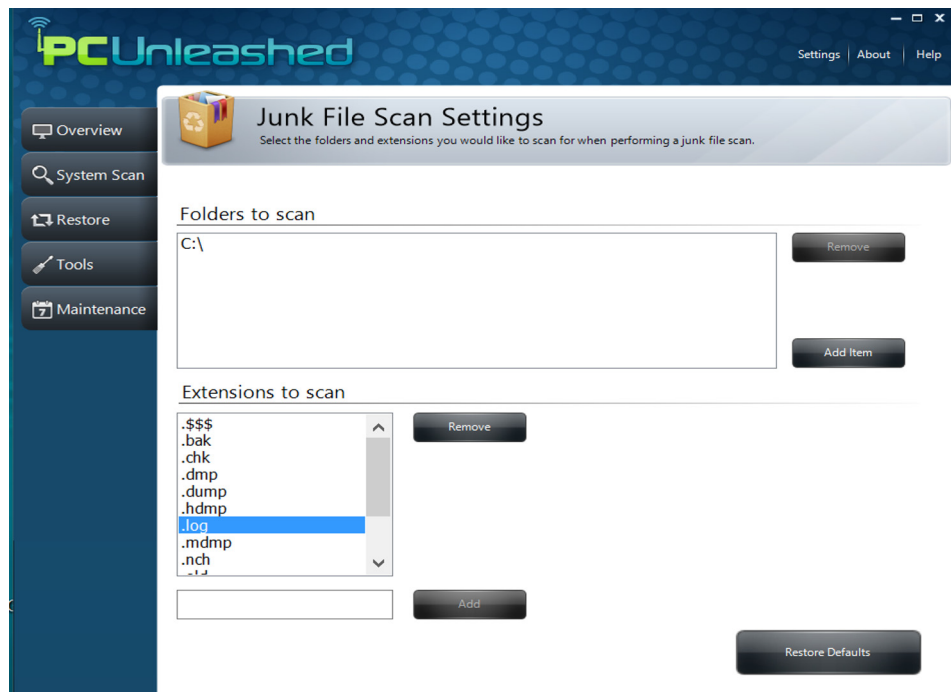 PCUnleashed
Settings About Help
Overview
System Scan
Restore
Tools
7 Maintenance
Junk File Scan Settings
Select the folders and extensions you would like to scan for when performing a junk file scan.
Folders to scan
C:\
Remove
Add Item
Extensions to scan
.$$$
.bak
.chk
.dmp
.dump
.hdmp
.log
.mdmp
.nch
Remove
Add
Restore Defaults